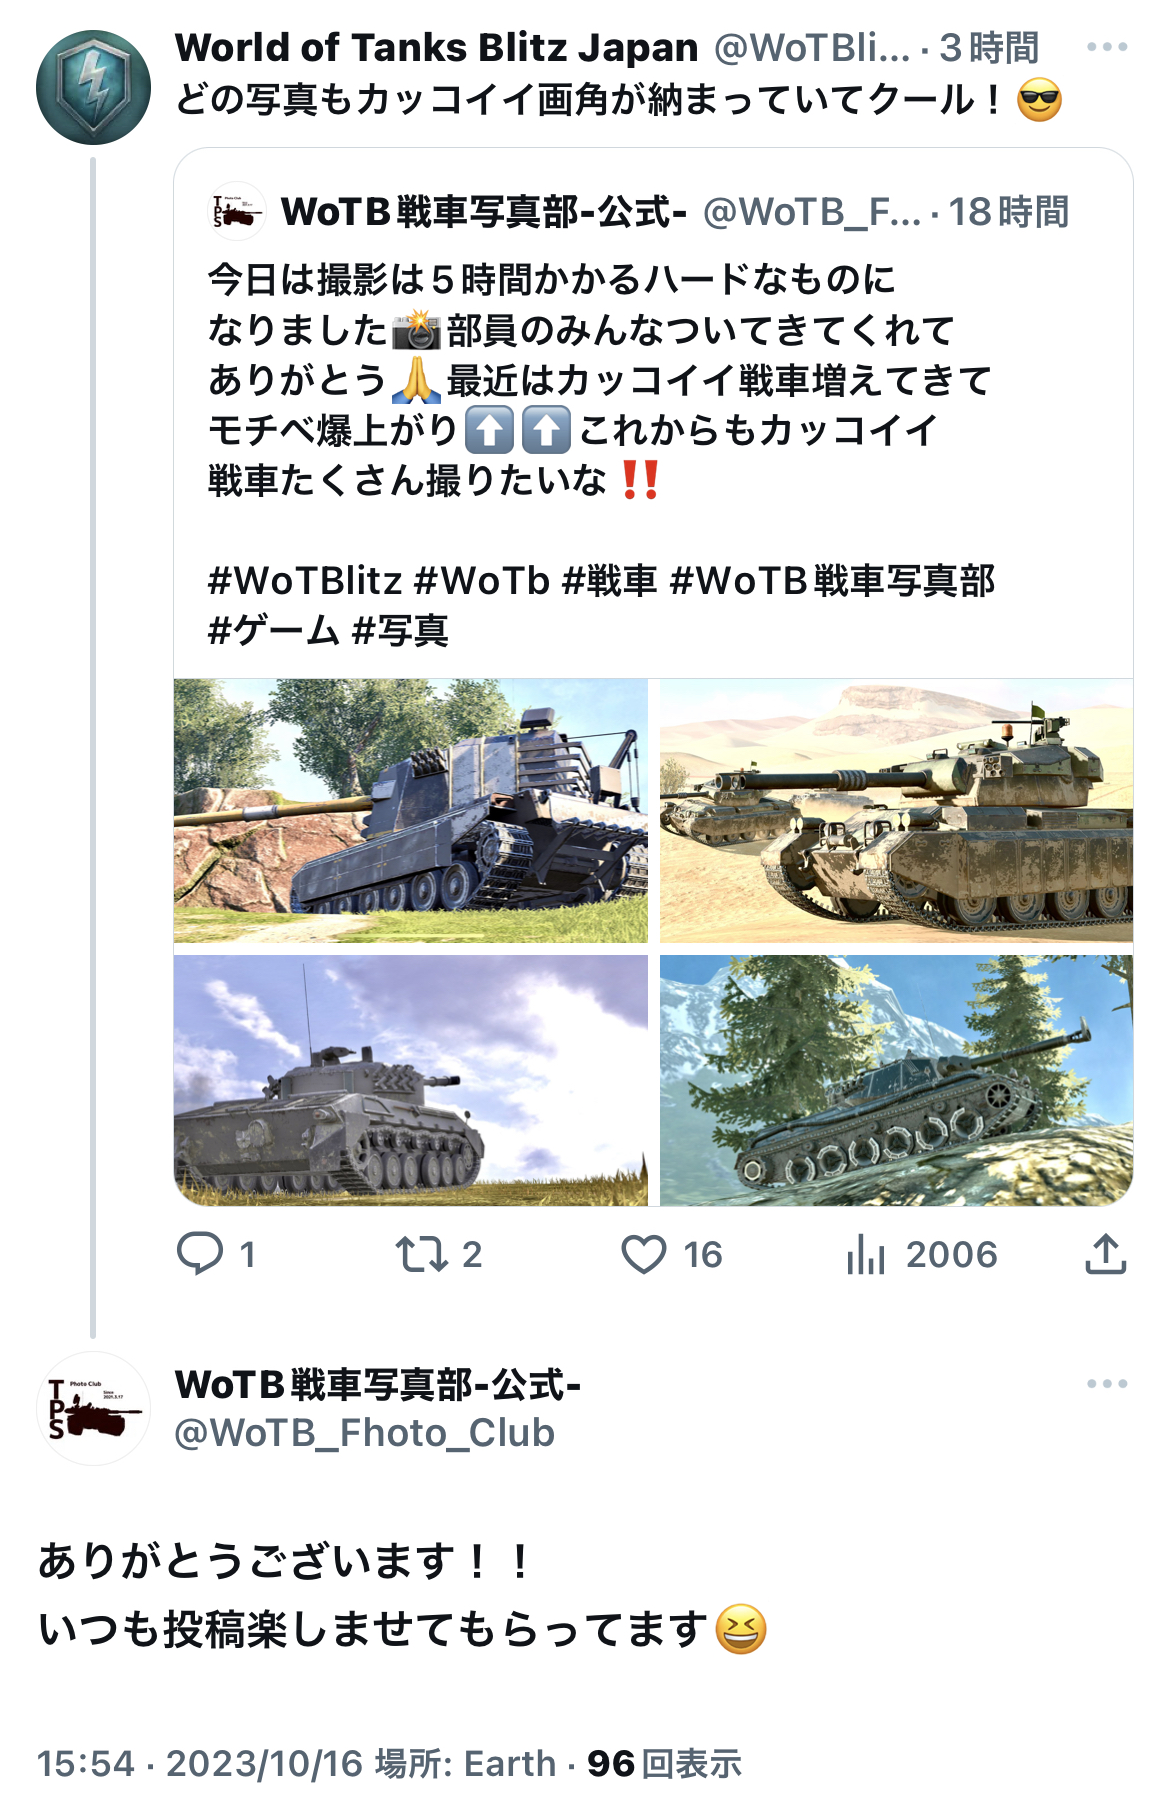 World of Tanks Blitz Japan @WoTBli... · 3時間
どの写真もカッコイイ画角が納まっていてクール！😎
WoTB戦車写真部-公式- @WoTB_F... · 18時間
今日は撮影は５時間かかるハードなものに
なりました📸部員のみんなついてきてくれて
ありがとう🙏最近はカッコイイ戦車増えてきて
モチベ爆上がり⬆️⬆️これからもカッコイイ
戦車たくさん撮りたいな‼️
#WoTBlitz #WoTb #戦車 #WoTB戦車写真部
#ゲーム #写真
1 2 16 2006
TPS Photo Club Since 2021.3.17
WoTB戦車写真部-公式-
@WoTB_Fhoto_Club
ありがとうございます！！
いつも投稿楽しませてもらってます😆
15:54 · 2023/10/16 場所: Earth · 96回表示